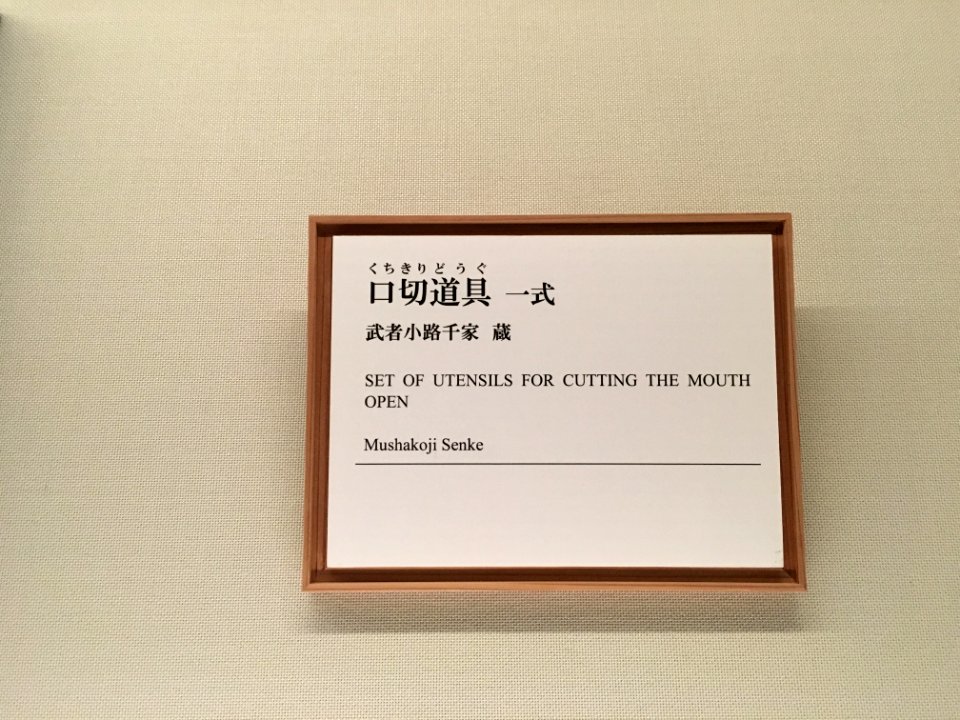 くちきりどうぐ
口切道具 一式
武者小路千家 蔵
SET OF UTENSILS FOR CUTTING THE MOUTH
OPEN
Mushakoji Senke